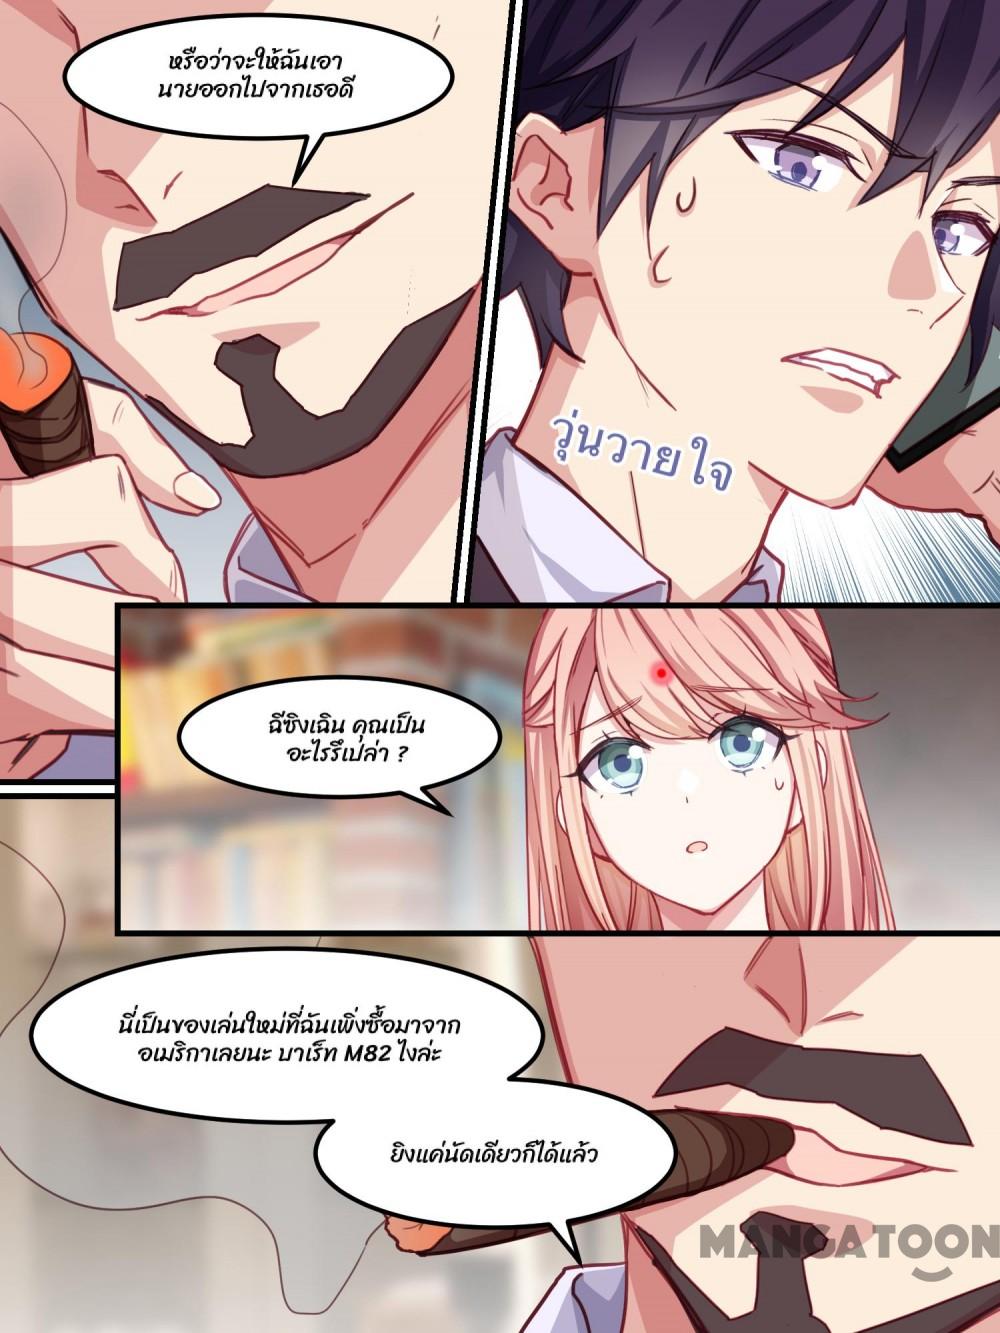 หรือว่าจะให้ฉันเอา
นายออกไปจากเธอดี
วุ่นวายใจ
ฉีซิงเฉิน คุณเป็น
อะไรรึเปล่า ?
นี่เป็นของเล่นใหม่ที่ฉันเพิ่งซื้อมาจาก
อเมริกาเลยนะ บาเร็ท M82 ไงล่ะ
ยิงแค่นัดเดียวก็ได้แล้ว
MANGATOON